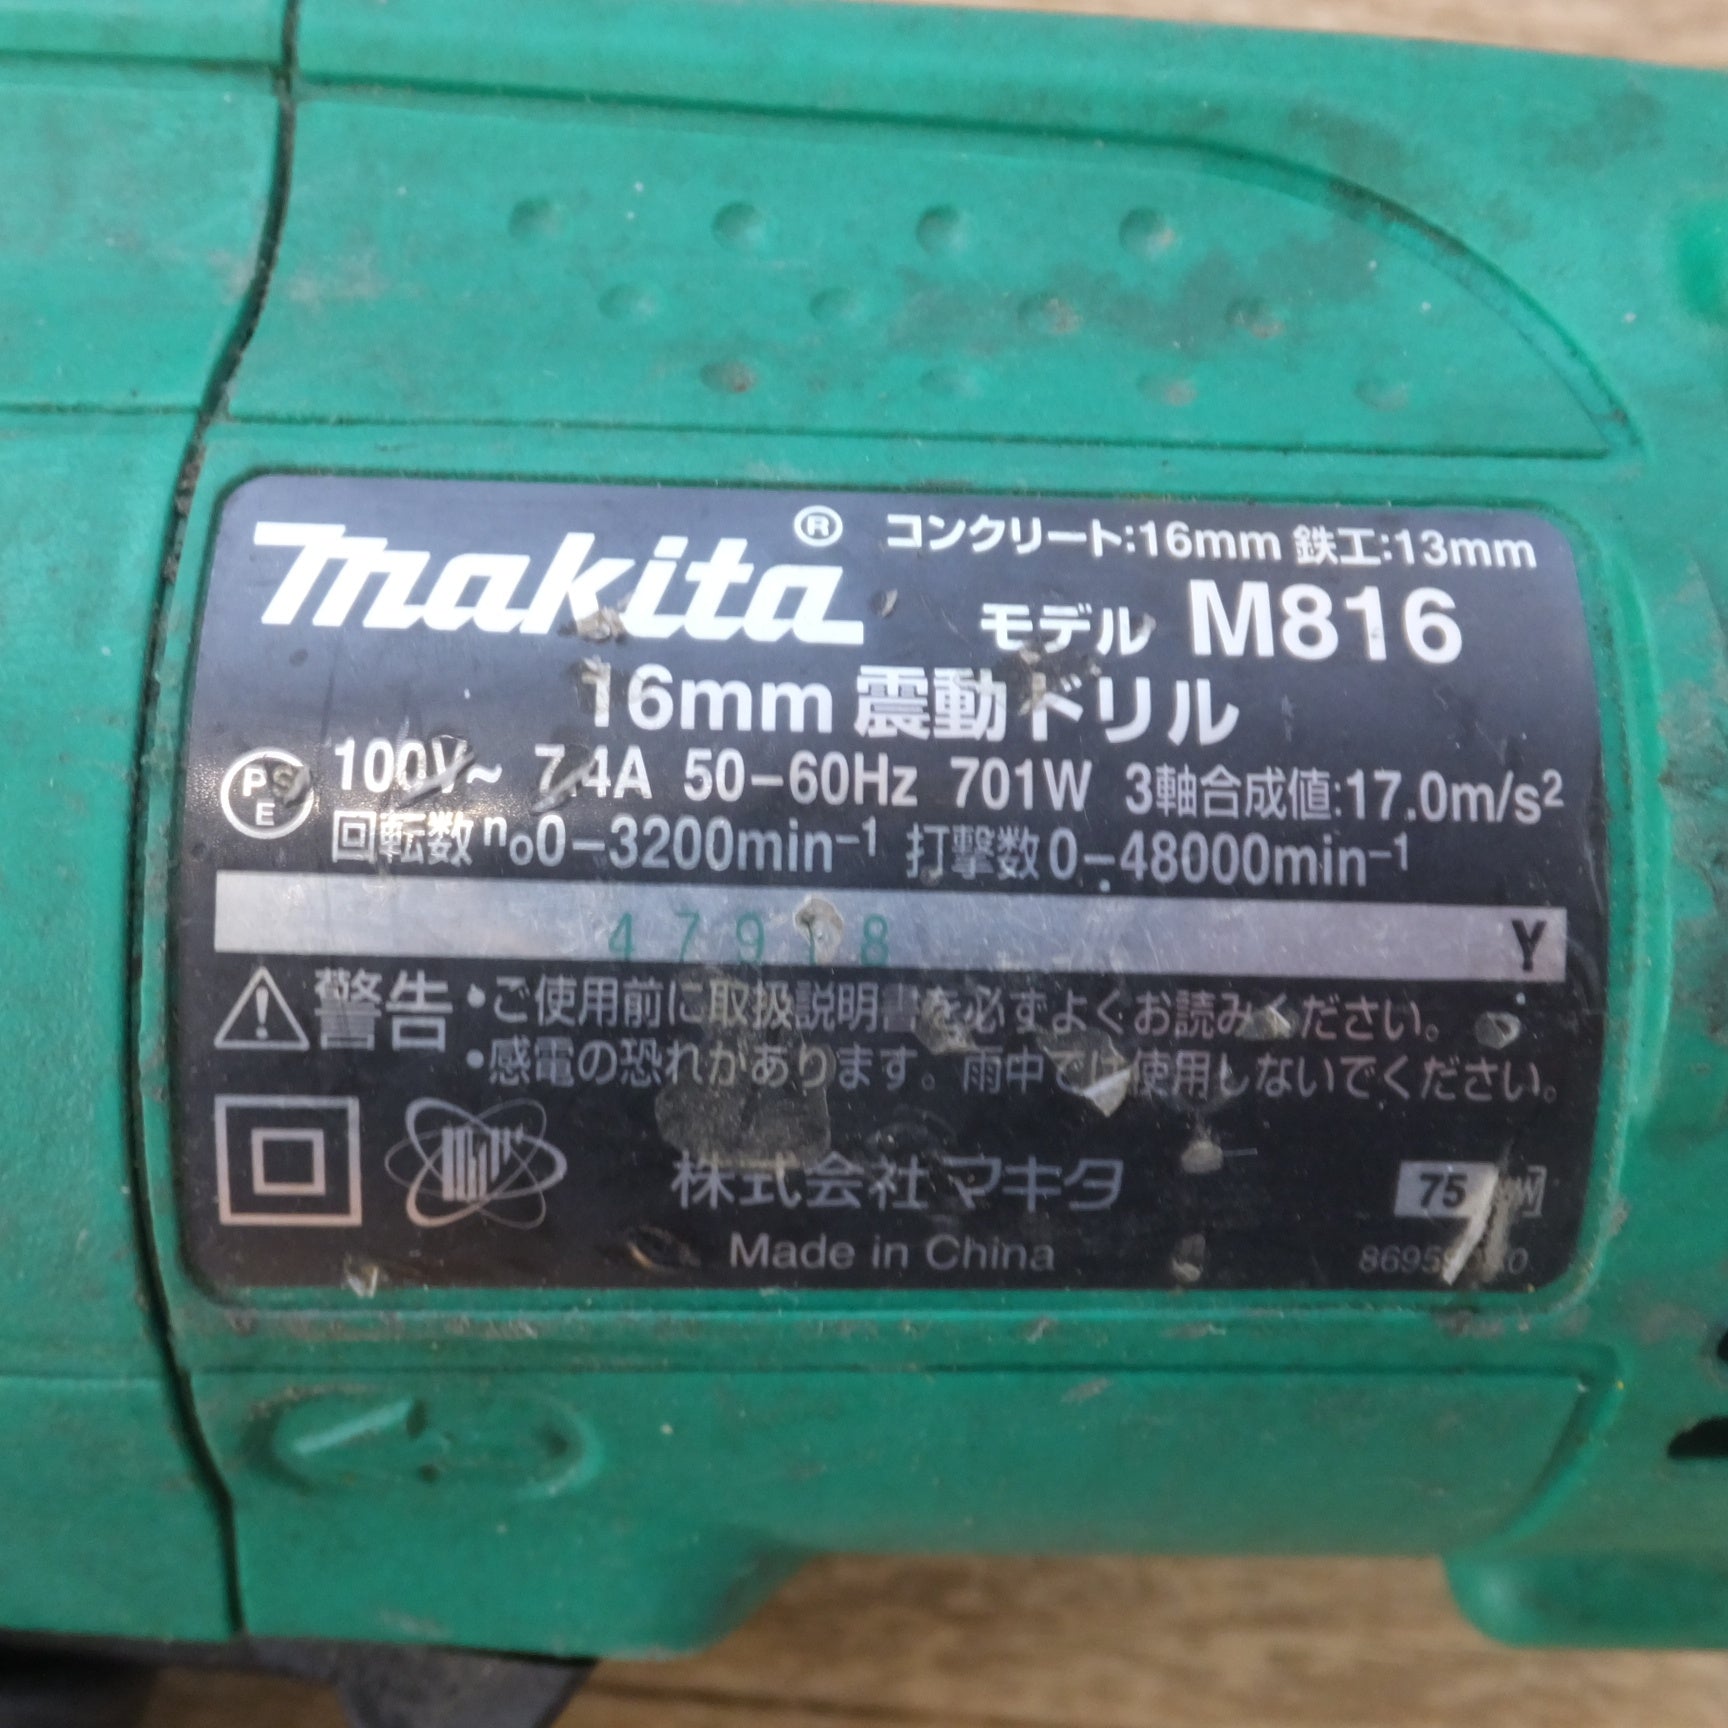 makita® コンクリート:16mm 鉄工:13mm
モデル M816
16mm 震動ドリル
PSE 100V~ 7.4A 50-60Hz 701W 3軸合成値:17.0m/s²
回転数 n₀0-3200min⁻¹ 打撃数0-48000min⁻¹
47918 Y
警告 •ご使用前に取扱説明書を必ずよくお読みください。
•感電の恐れがあります。雨中では使用しないでください。
株式会社マキタ 75
Made in China